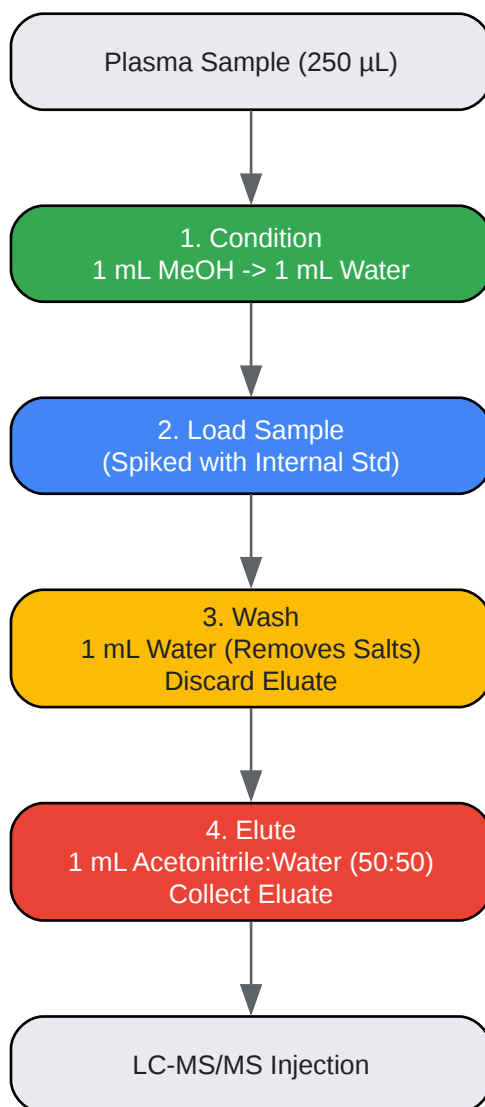 Plasma Sample (250 µL)
1. Condition
1 mL MeOH -> 1 mL Water
2. Load Sample
(Spiked with Internal Std)
3. Wash
1 mL Water (Removes Salts)
Discard Eluate
4. Elute
1 mL Acetonitrile:Water (50:50)
Collect Eluate
LC-MS/MS Injection